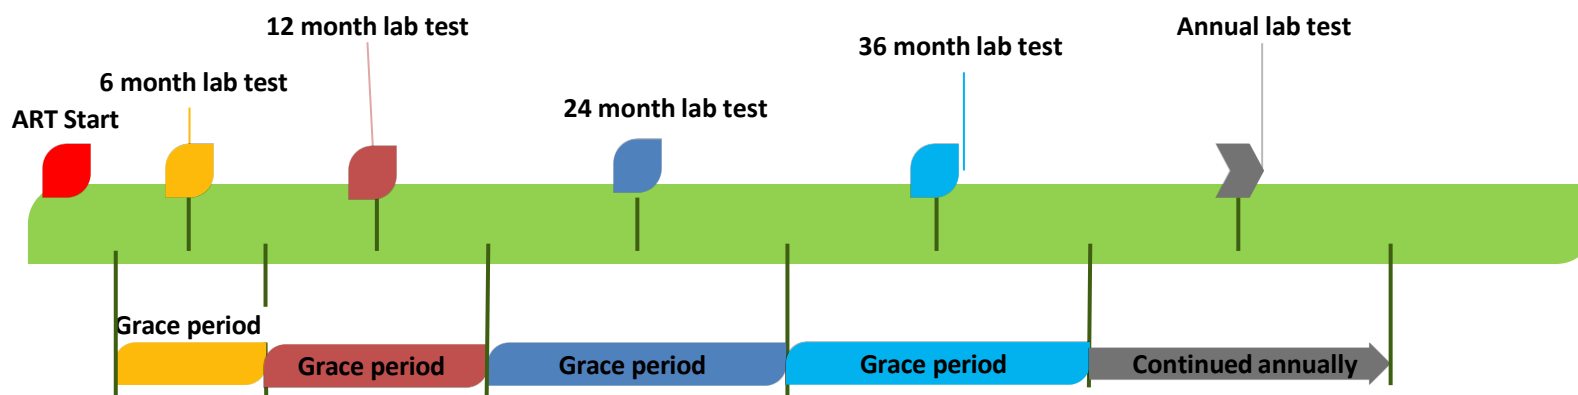 12 month lab test
Annual lab test
36 month lab test
6 month lab test
24 month lab test
ART Start
Grace period
Grace period
Grace period
Grace period
Continued annually